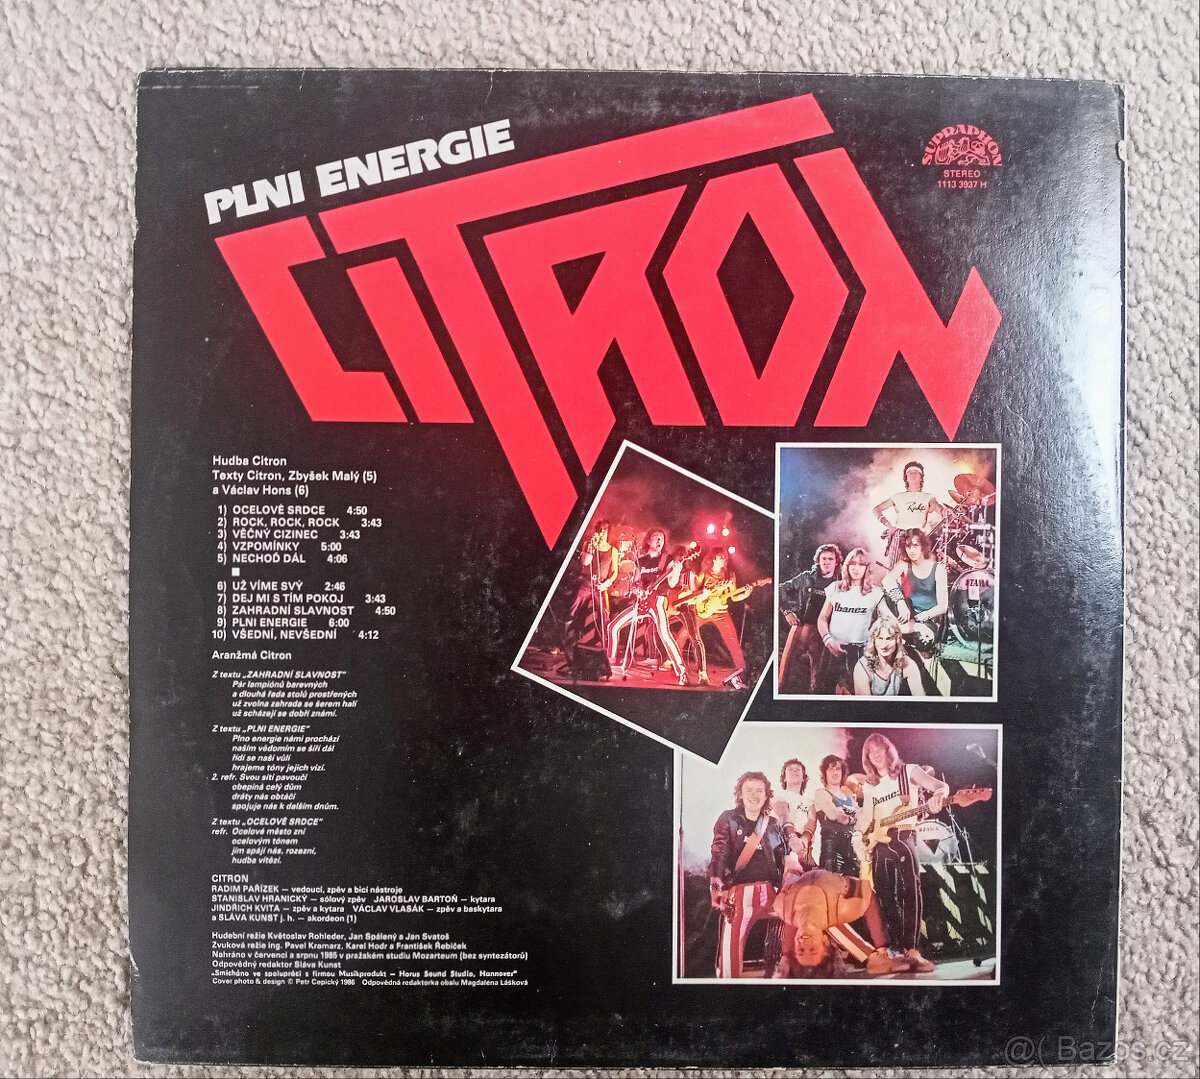 PLNI ENERGIE
CITRON
SUPRAPHON
STEREO
1113 3937 H
Hudba Citron
Texty Citron, Zbyšek Malý (5)
a Václav Hons (6)
1) OCELOVÉ SRDCE 4:50
2) ROCK, ROCK, ROCK 3:43
3) VĚČNÝ CIZINEC 3:43
4) VZPOMÍNKY 5:00
5) NECHOĎ DÁL 4:06
6) UŽ VÍME SVÝ 2:46
7) DEJ MI S TÍM POKOJ 3:43
8) ZAHRADNÍ SLAVNOST 4:50
9) PLNI ENERGIE 6:00
10) VŠEDNÍ, NEVŠEDNÍ 4:12
Aranžmá Citron
Z textu „ZAHRADNÍ SLAVNOST"
Pár lampiónů barevných
a dlouhá řada stolů prostřených
už zvolna zahrada se šerem halí
už scházejí se dobří známí.
Z textu „PLNI ENERGIE"
Plno energie námi prochází
naším vědomím se šíří dál
řídí se naší vůlí
hrajeme tóny jejich vízí.
2. refr. Svou sítí pavoučí
obepíná celý dům
dráty nás obtáčí
spojuje nás k dalším dnům.
Z textu „OCELOVÉ SRDCE"
refr. Ocelové město zní
ocelovým tónem
jím spájí nás, rozezní,
hudba vítězí.
CITRON
RADIM PAŘÍZEK – vedoucí, zpěv a bicí nástroje
STANISLAV HRANICKÝ – sólový zpěv JAROSLAV BARTOŇ – kytara
JINDŘICH KVITA – zpěv a kytara VÁCLAV VLASÁK – zpěv a baskytara
a SLÁVA KUNST j. h. – akordeon (1)
Hudební režie Květoslav Rohleder, Jan Spálený a Jan Svatoš
Zvuková režie ing. Pavel Kramarz, Karel Hodr a František Řebíček
Nahráno v červenci a srpnu 1985 v pražském studiu Mozarteum (bez syntezátorů)
Odpovědný redaktor Sláva Kunst
„Smícháno ve spolupráci s firmou Musikprodukt – Horus Sound Studio, Hannover"
Cover photo & design © Petr Cepický 1986 Odpovědná redaktorka obalu Magdalena Lášková
Ibanez
TAMA
Ibanez
@( Bazos.cz